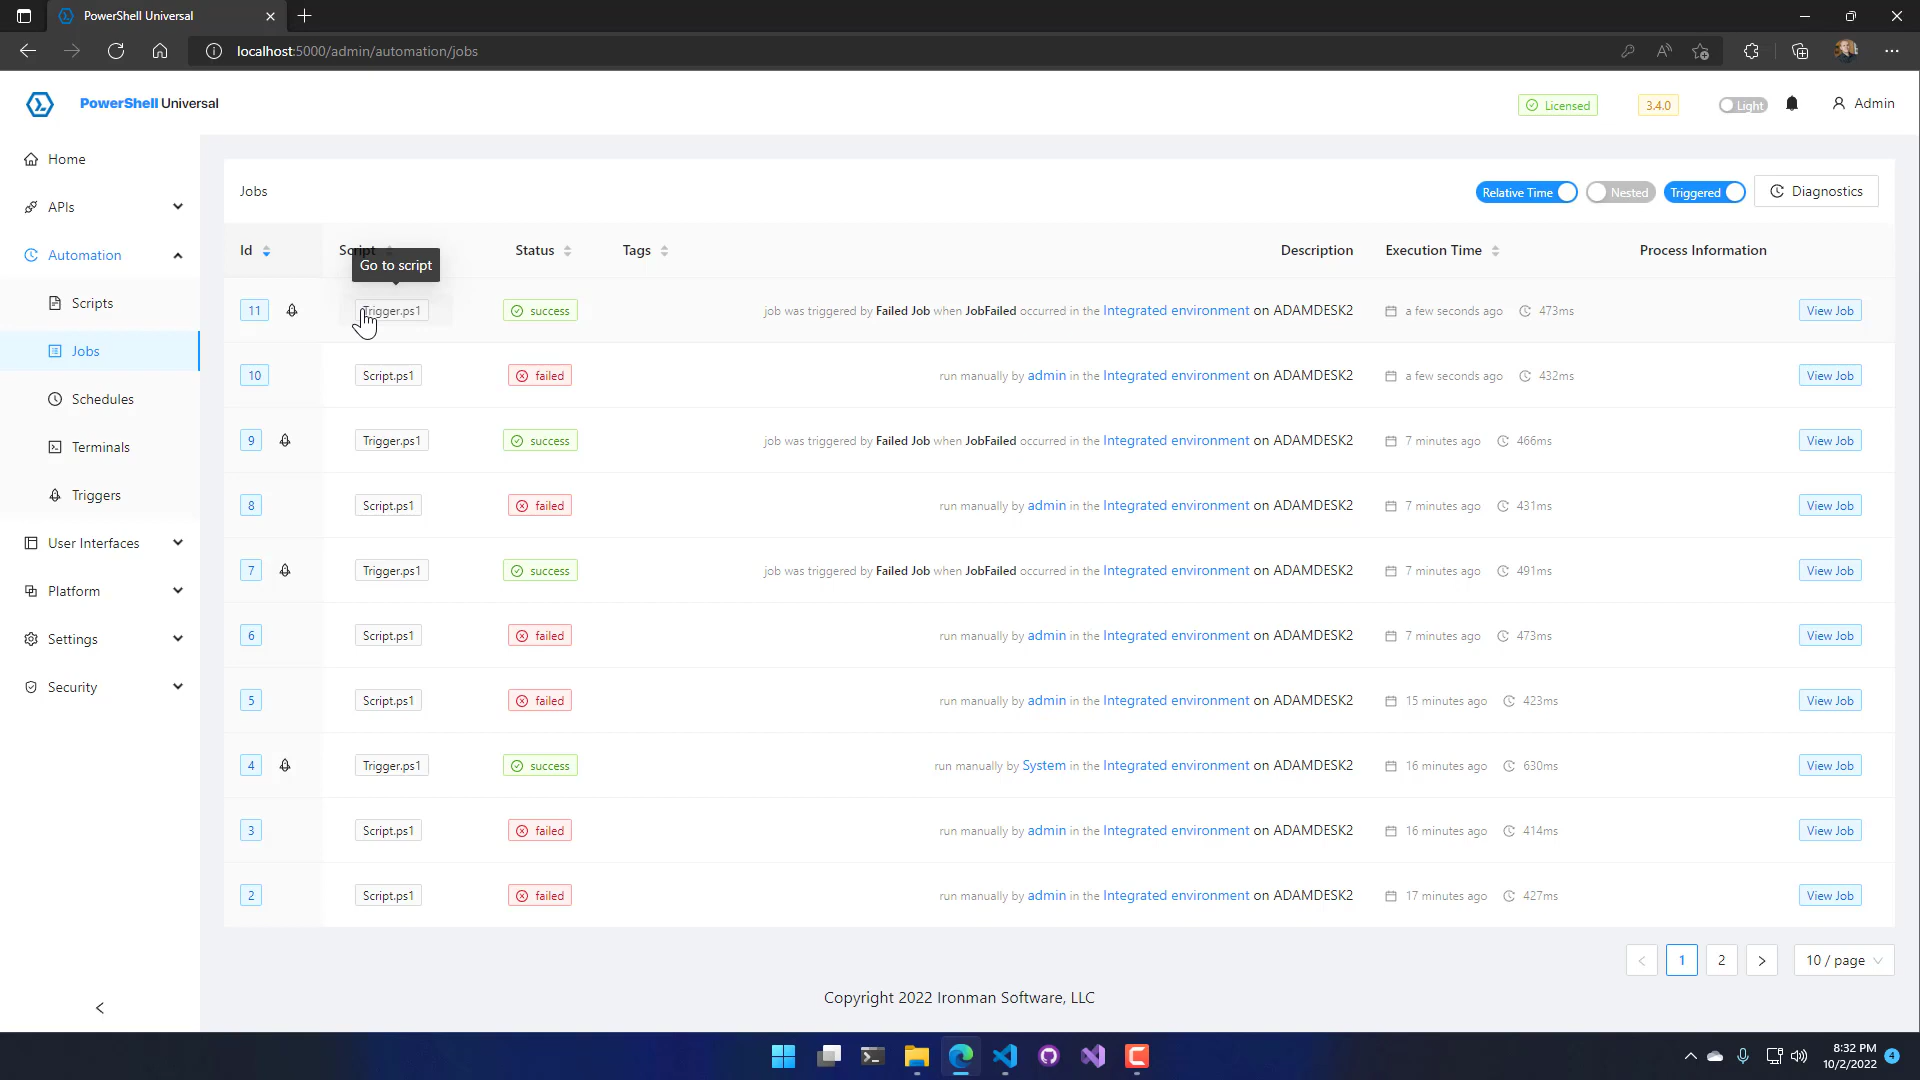 PowerShell Universal
localhost:5000/admin/automation/jobs
PowerShell Universal
Licensed
3.4.0
Light
Admin
Home
APIs
Automation
Scripts
Jobs
Schedules
Terminals
Triggers
User Interfaces
Platform
Settings
Security
Jobs
Relative Time
Nested
Triggered
Diagnostics
Id Script Status Tags Description Execution Time Process Information
Go to script
11 Trigger.ps1 success job was triggered by Failed Job when JobFailed occurred in the Integrated environment on ADAMDESK2 a few seconds ago 473ms View Job
10 Script.ps1 failed run manually by admin in the Integrated environment on ADAMDESK2 a few seconds ago 432ms View Job
9 Trigger.ps1 success job was triggered by Failed Job when JobFailed occurred in the Integrated environment on ADAMDESK2 7 minutes ago 466ms View Job
8 Script.ps1 failed run manually by admin in the Integrated environment on ADAMDESK2 7 minutes ago 431ms View Job
7 Trigger.ps1 success job was triggered by Failed Job when JobFailed occurred in the Integrated environment on ADAMDESK2 7 minutes ago 491ms View Job
6 Script.ps1 failed run manually by admin in the Integrated environment on ADAMDESK2 7 minutes ago 473ms View Job
5 Script.ps1 failed run manually by admin in the Integrated environment on ADAMDESK2 15 minutes ago 423ms View Job
4 Trigger.ps1 success run manually by System in the Integrated environment on ADAMDESK2 16 minutes ago 630ms View Job
3 Script.ps1 failed run manually by admin in the Integrated environment on ADAMDESK2 16 minutes ago 414ms View Job
2 Script.ps1 failed run manually by admin in the Integrated environment on ADAMDESK2 17 minutes ago 427ms View Job
1 2 10 / page
Copyright 2022 Ironman Software, LLC
8:32 PM
10/2/2022
4